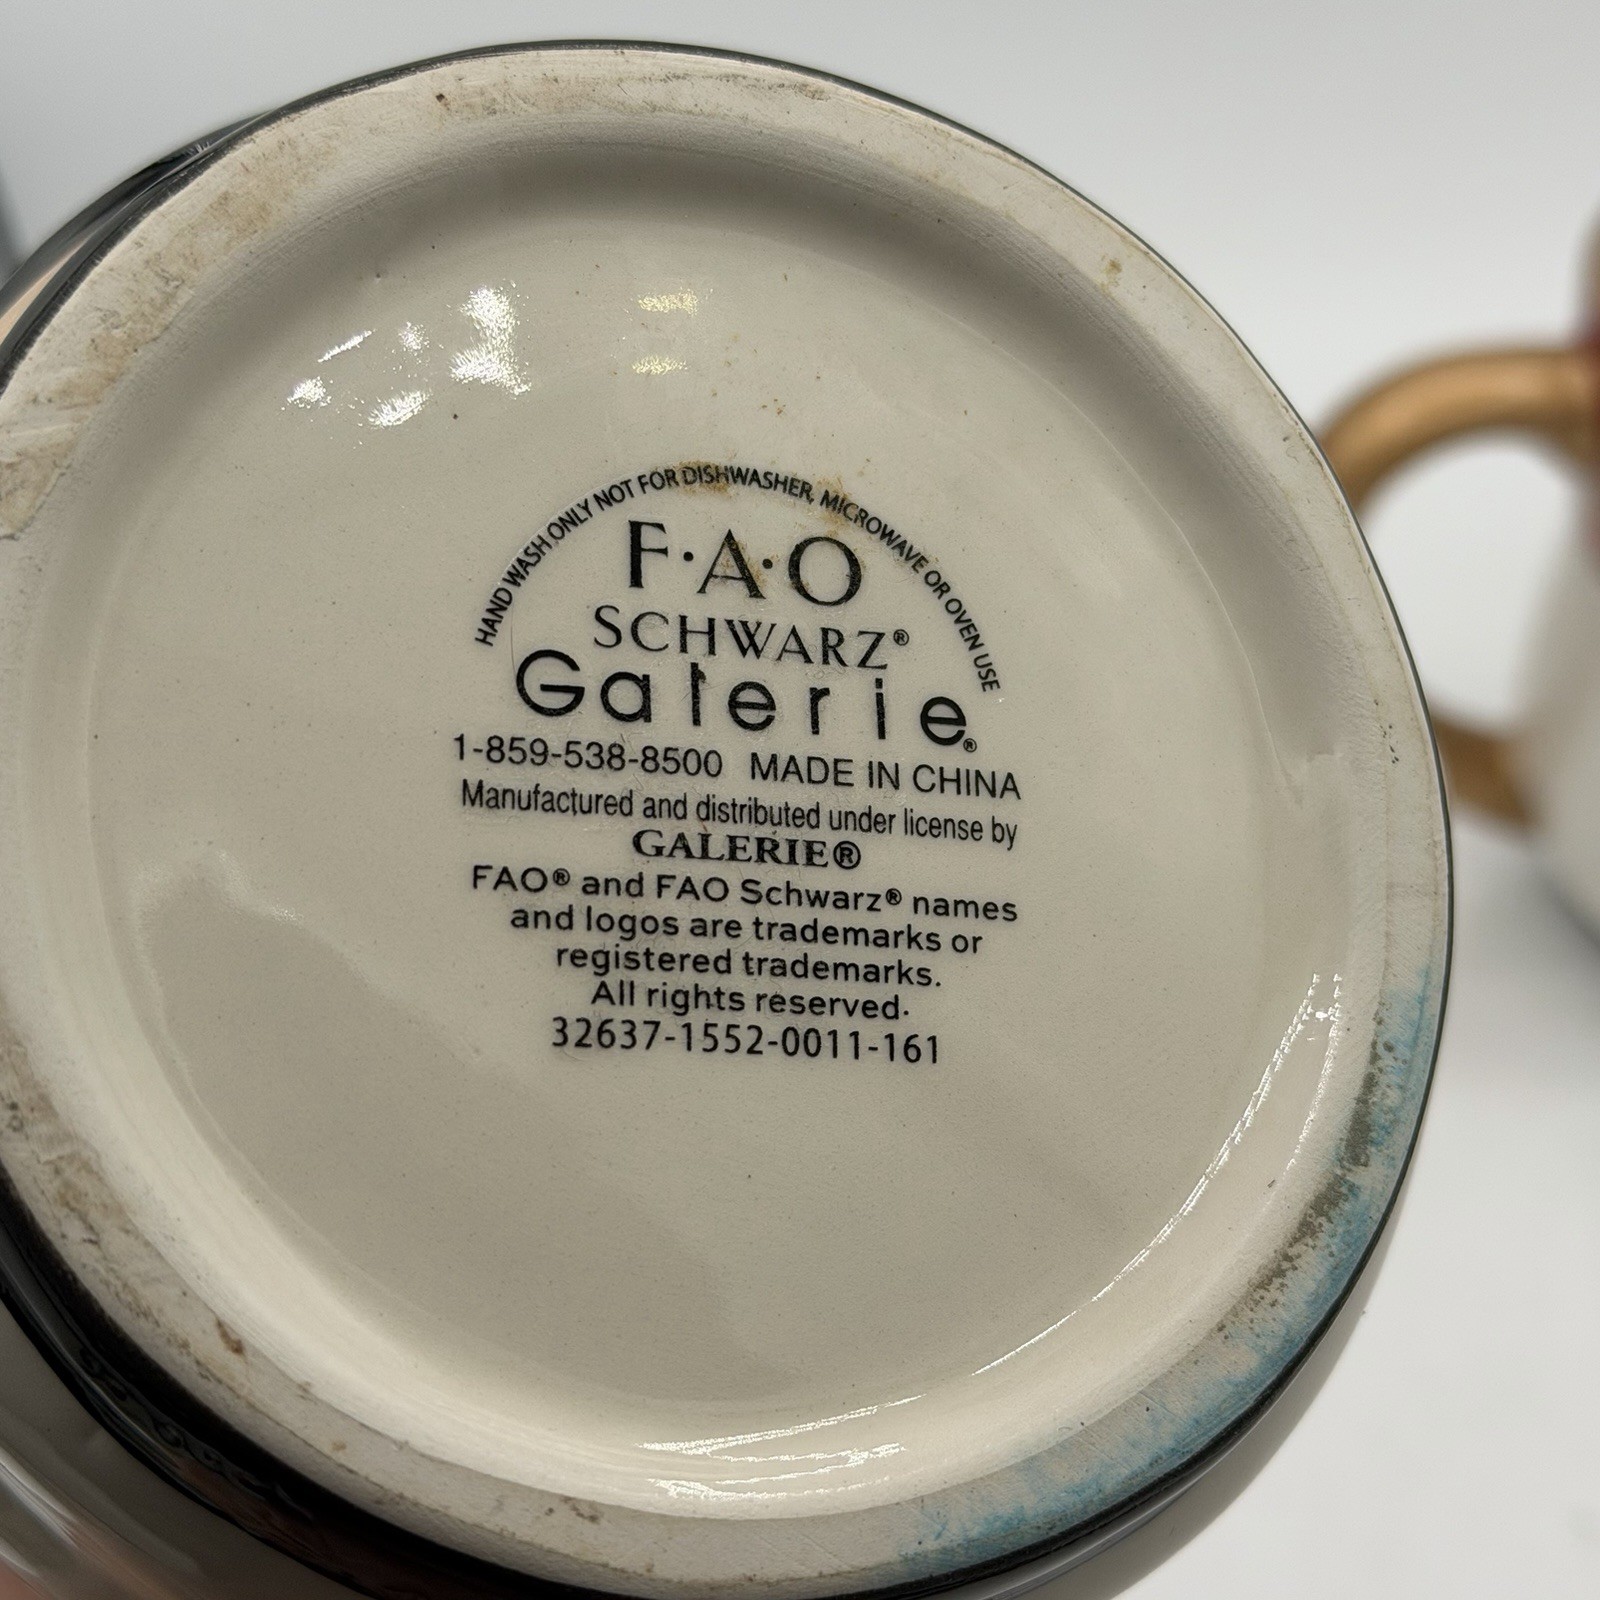 HAND WASH ONLY NOT FOR DISHWASHER, MICROWAVE OR OVEN USE
F·A·O
SCHWARZ®
Galerie®
1-859-538-8500 MADE IN CHINA
Manufactured and distributed under license by
GALERIE®
FAO® and FAO Schwarz® names
and logos are trademarks or
registered trademarks.
All rights reserved.
32637-1552-0011-161